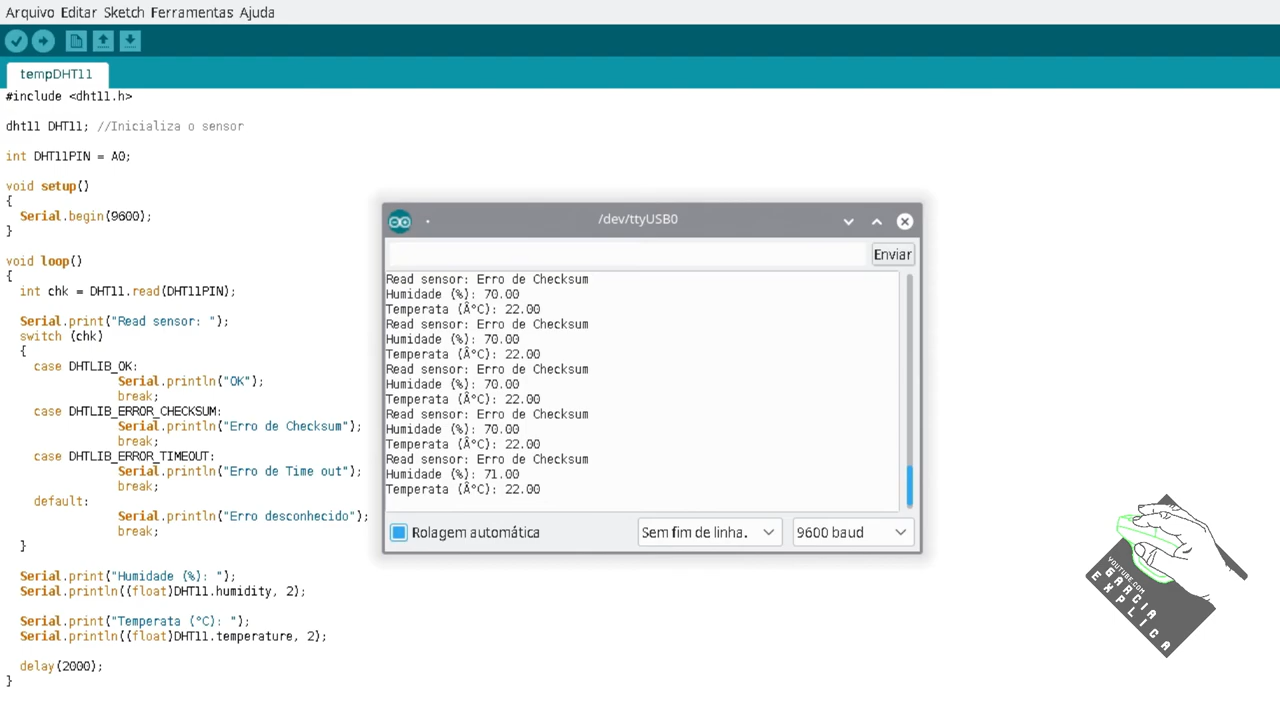 Arquivo Editar Sketch Ferramentas Ajuda
tempDHT11
#include <dht11.h>
dht11 DHT11; //Inicializa o sensor
int DHT11PIN = A0;
void setup()
{
Serial.begin(9600);
}
void loop()
{
int chk = DHT11.read(DHT11PIN);
Serial.print("Read sensor: ");
switch (chk)
{
case DHTLIB_OK:
Serial.println("OK");
break;
case DHTLIB_ERROR_CHECKSUM:
Serial.println("Erro de Checksum");
break;
case DHTLIB_ERROR_TIMEOUT:
Serial.println("Erro de Time out");
break;
default:
Serial.println("Erro desconhecido");
break;
}
Serial.print("Humidade (%): ");
Serial.println((float)DHT11.humidity, 2);
Serial.print("Temperata (°C): ");
Serial.println((float)DHT11.temperature, 2);
delay(2000);
}
/dev/ttyUSB0
Enviar
Read sensor: Erro de Checksum
Humidade (%): 70.00
Temperata (Â°C): 22.00
Read sensor: Erro de Checksum
Humidade (%): 70.00
Temperata (Â°C): 22.00
Read sensor: Erro de Checksum
Humidade (%): 70.00
Temperata (Â°C): 22.00
Read sensor: Erro de Checksum
Humidade (%): 70.00
Temperata (Â°C): 22.00
Read sensor: Erro de Checksum
Humidade (%): 71.00
Temperata (Â°C): 22.00
Rolagem automática
Sem fim de linha.
9600 baud
YOUTUBE.COM
GARCIA
EXPLICA